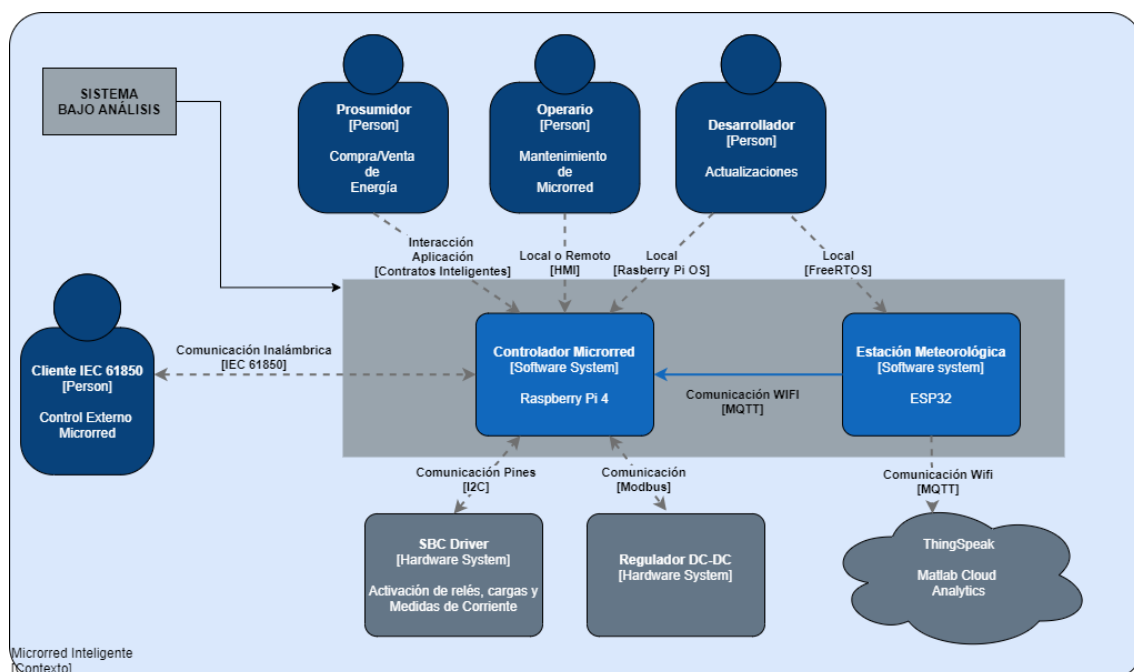 SISTEMA
BAJO ANÁLISIS
Prosumidor
[Person]
Compra/Venta
de
Energía
Operario
[Person]
Mantenimiento
de
Microrred
Desarrollador
[Person]
Actualizaciones
Interacción
Aplicación
[Contratos Inteligentes]
Local o Remoto
[HMI]
Local
[Rasberry Pi OS]
Local
[FreeRTOS]
Cliente IEC 61850
[Person]
Control Externo
Microrred
Comunicación Inalámbrica
[IEC 61850]
Controlador Microrred
[Software System]
Raspberry Pi 4
Comunicación WIFI
[MQTT]
Estación Meteorológica
[Software system]
ESP32
Comunicación Pines
[I2C]
Comunicación
[Modbus]
Comunicación Wifi
[MQTT]
SBC Driver
[Hardware System]
Activación de relés, cargas y
Medidas de Corriente
Regulador DC-DC
[Hardware System]
ThingSpeak
Matlab Cloud
Analytics
Microrred Inteligente
[Contexto]